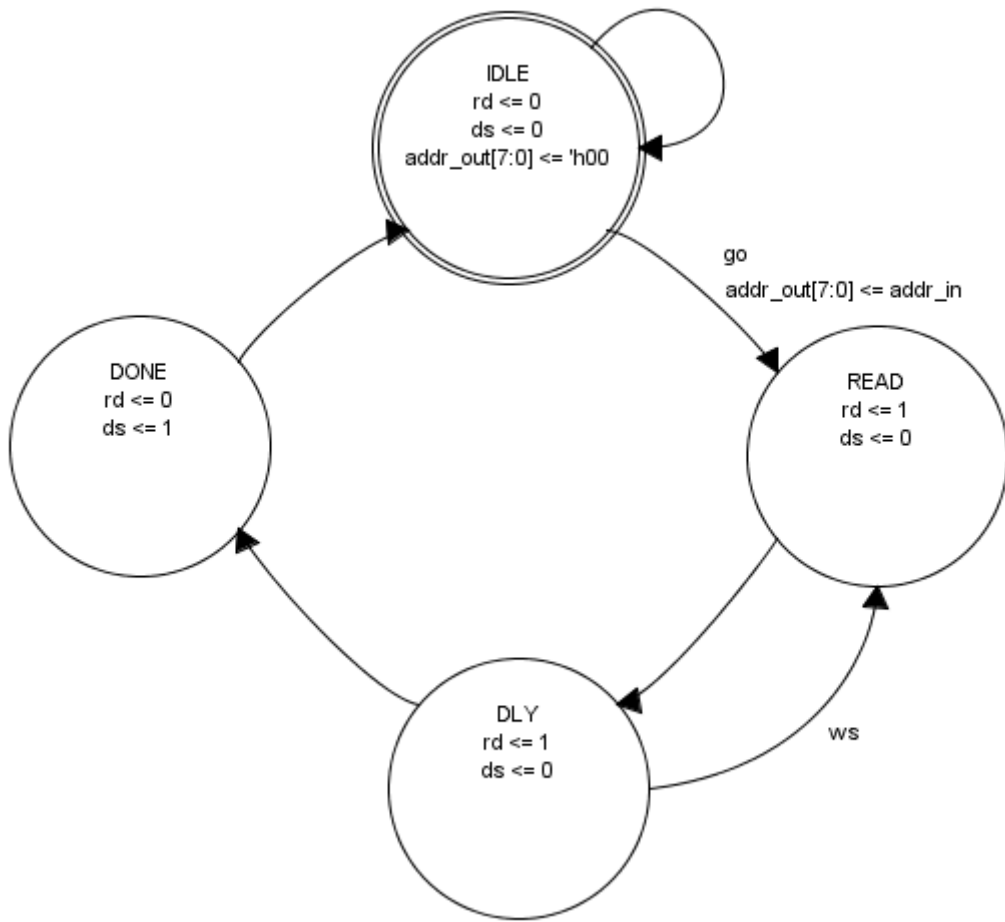 IDLE
rd <= 0
ds <= 0
addr_out[7:0] <= 'h00
go
addr_out[7:0] <= addr_in
DONE
rd <= 0
ds <= 1
READ
rd <= 1
ds <= 0
DLY
rd <= 1
ds <= 0
ws